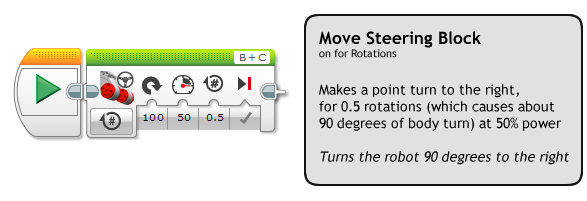 B+C
#
#
100 50 0.5
Move Steering Block
on for Rotations
Makes a point turn to the right,
for 0.5 rotations (which causes about
90 degrees of body turn) at 50% power
Turns the robot 90 degrees to the right